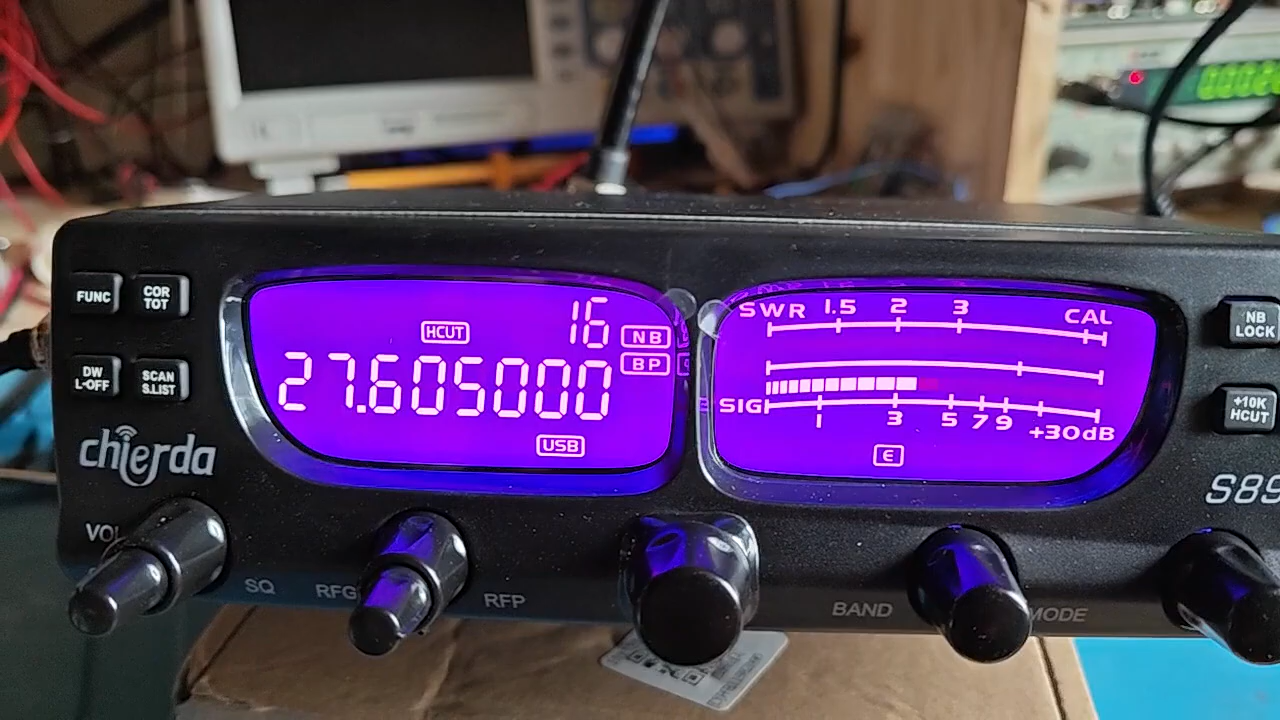 FUNC
COR
TOT
DW
L-OFF
SCAN
S.LIST
chierda
HCUT
16
NB
27.605000
BP
USB
SWR 1.5 2 3 CAL
SIG 1 3 5 7 9 +30dB
E
NB
LOCK
+10K
HCUT
S89
VOL
SQ
RFG
RFP
BAND
MODE